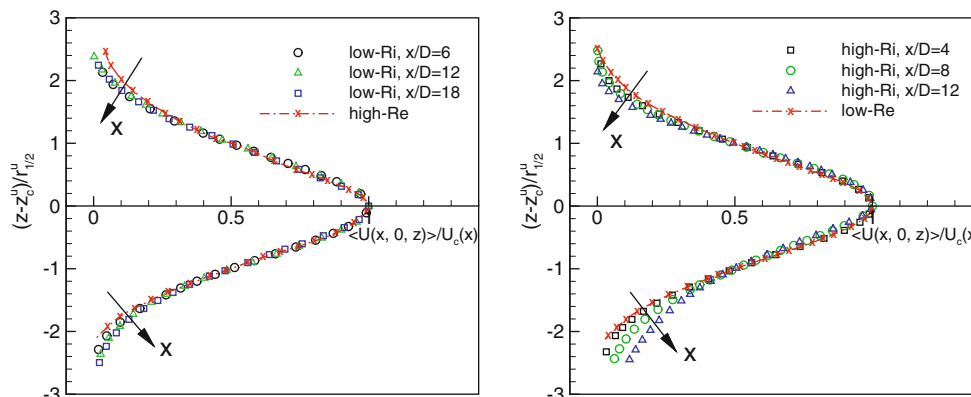 3
2
1
0
-1
-2
-3
0
0.5
1
(z-z_c^u)/r_{1/2}^u
<U(x, 0, z)>/U_c(x)
low-Ri, x/D=6
low-Ri, x/D=12
low-Ri, x/D=18
high-Re
X
X
3
2
1
0
-1
-2
-3
0
0.5
1
(z-z_c^u)/r_{1/2}^u
<U(x, 0, z)>/U_c(x)
high-Ri, x/D=4
high-Ri, x/D=8
high-Ri, x/D=12
low-Re
X
X